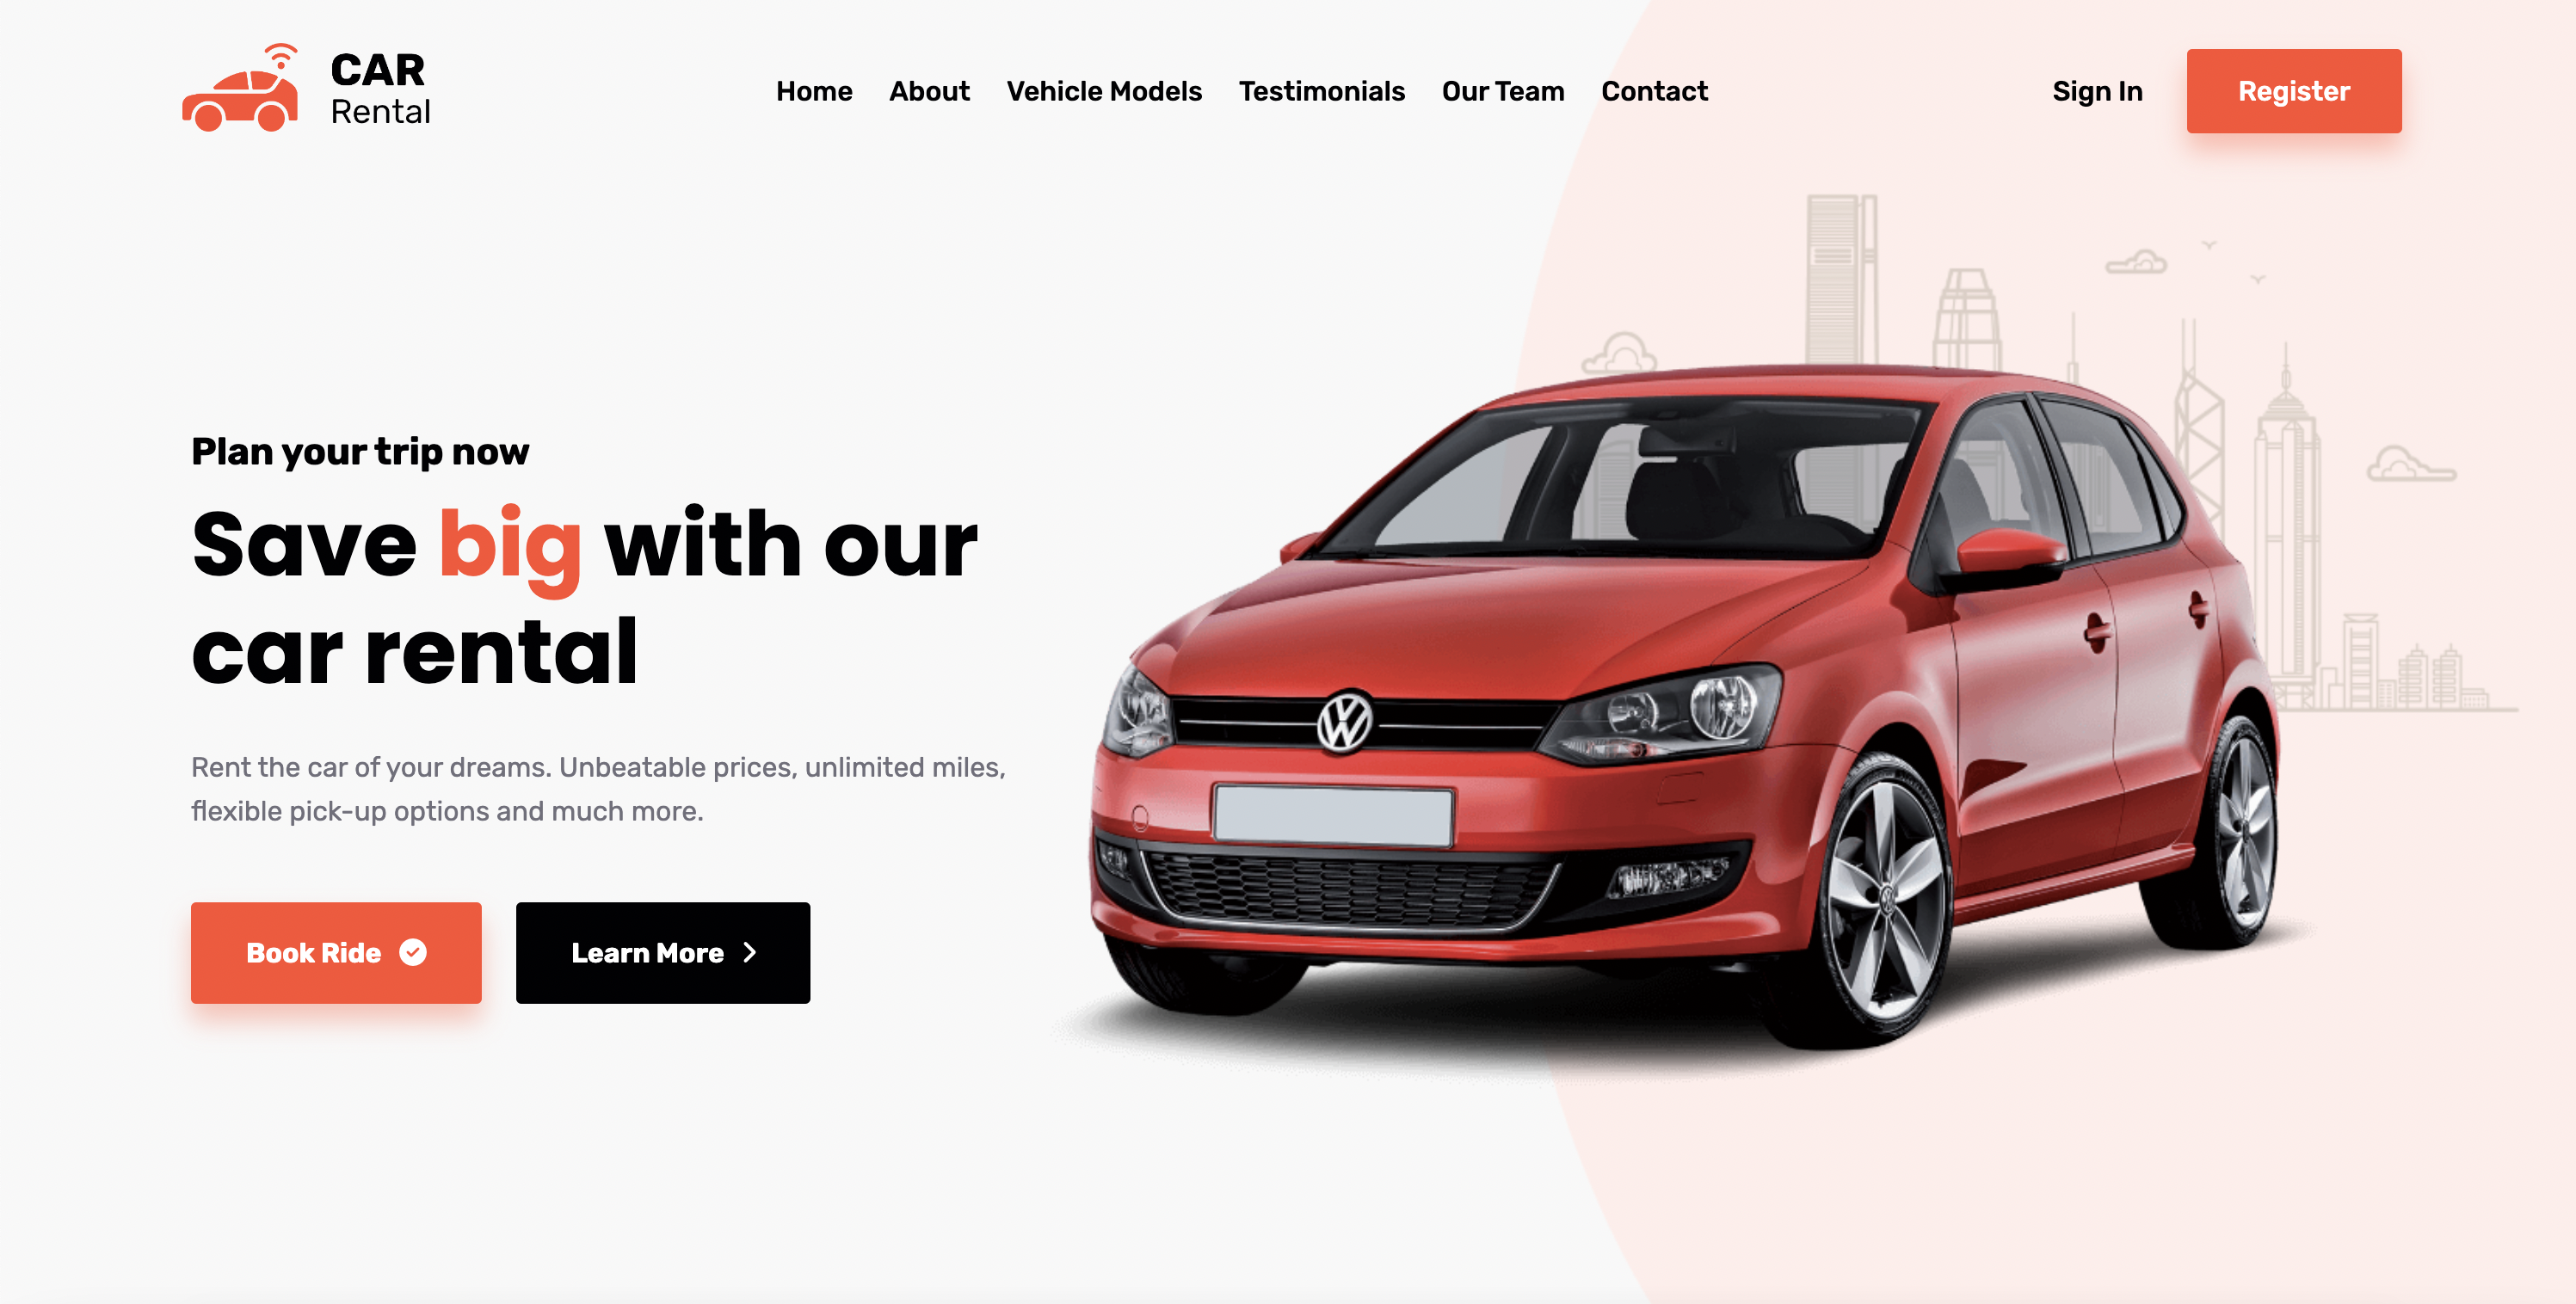 CAR
Rental
Home About Vehicle Models Testimonials Our Team Contact
Sign In Register
Plan your trip now
Save big with our
car rental
Rent the car of your dreams. Unbeatable prices, unlimited miles,
flexible pick-up options and much more.
Book Ride Learn More